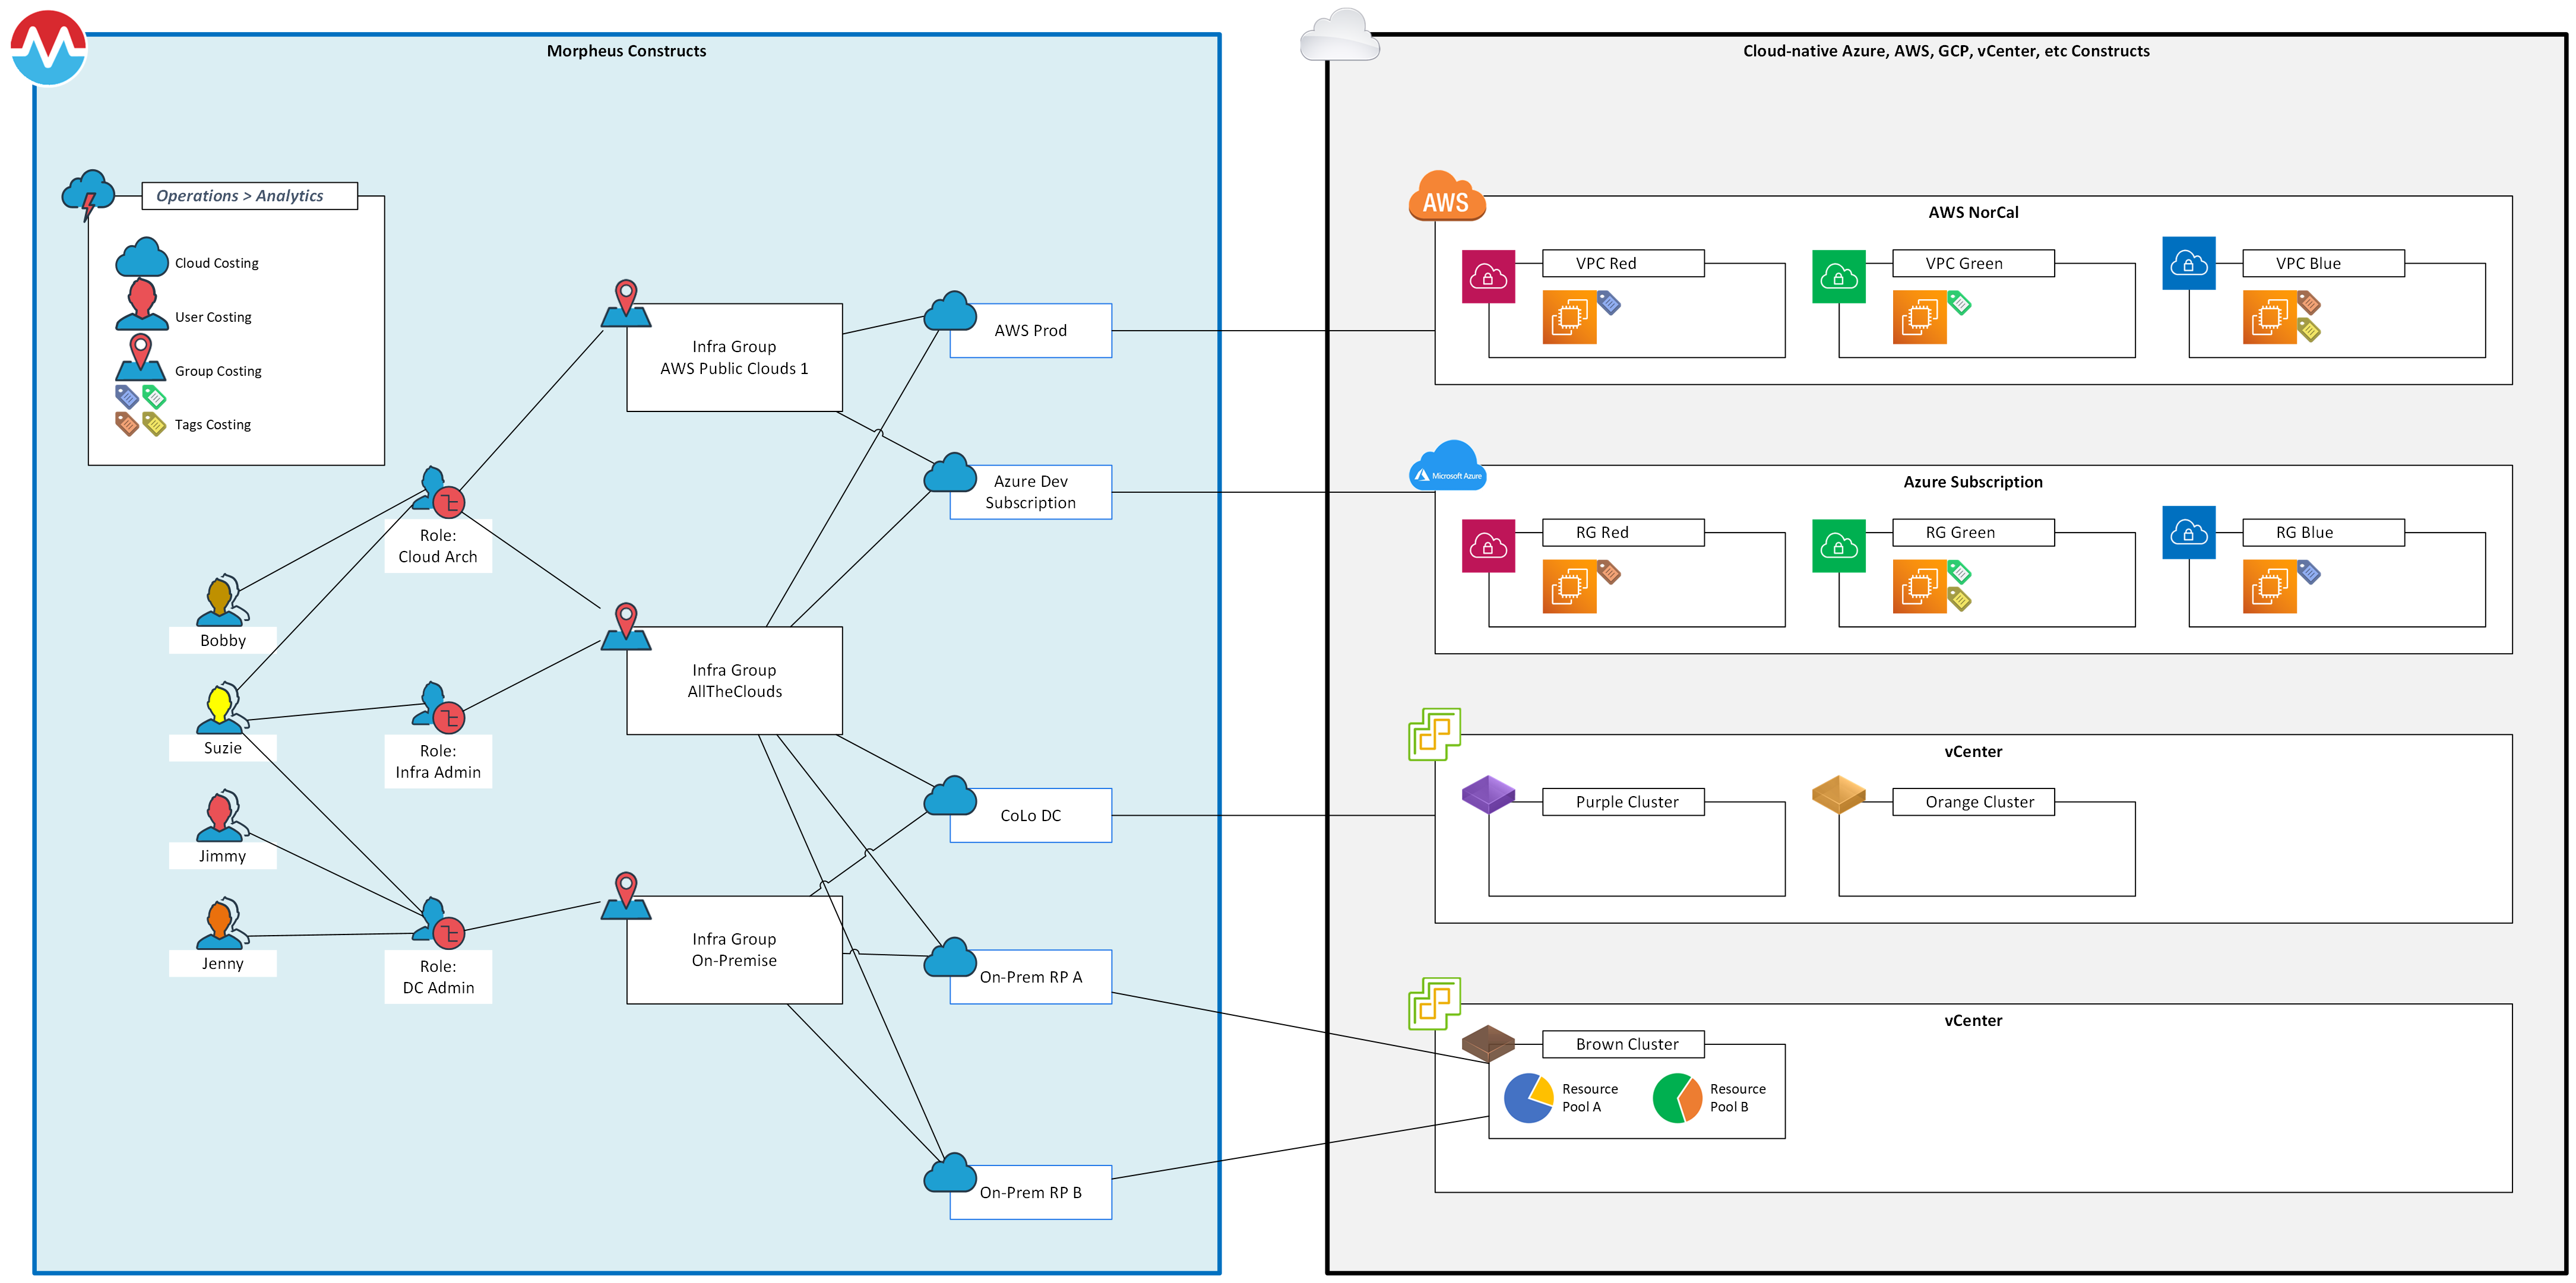 Morpheus Constructs
Operations > Analytics
Cloud Costing
User Costing
Group Costing
Tags Costing
Role:
Cloud Arch
Bobby
Suzie
Role:
Infra Admin
Jimmy
Jenny
Role:
DC Admin
Infra Group
AWS Public Clouds 1
Infra Group
AllTheClouds
Infra Group
On-Premise
AWS Prod
Azure Dev
Subscription
CoLo DC
On-Prem RP A
On-Prem RP B
Cloud-native Azure, AWS, GCP, vCenter, etc Constructs
AWS
AWS NorCal
VPC Red
VPC Green
VPC Blue
Microsoft Azure
Azure Subscription
RG Red
RG Green
RG Blue
vCenter
Purple Cluster
Orange Cluster
vCenter
Brown Cluster
Resource
Pool A
Resource
Pool B